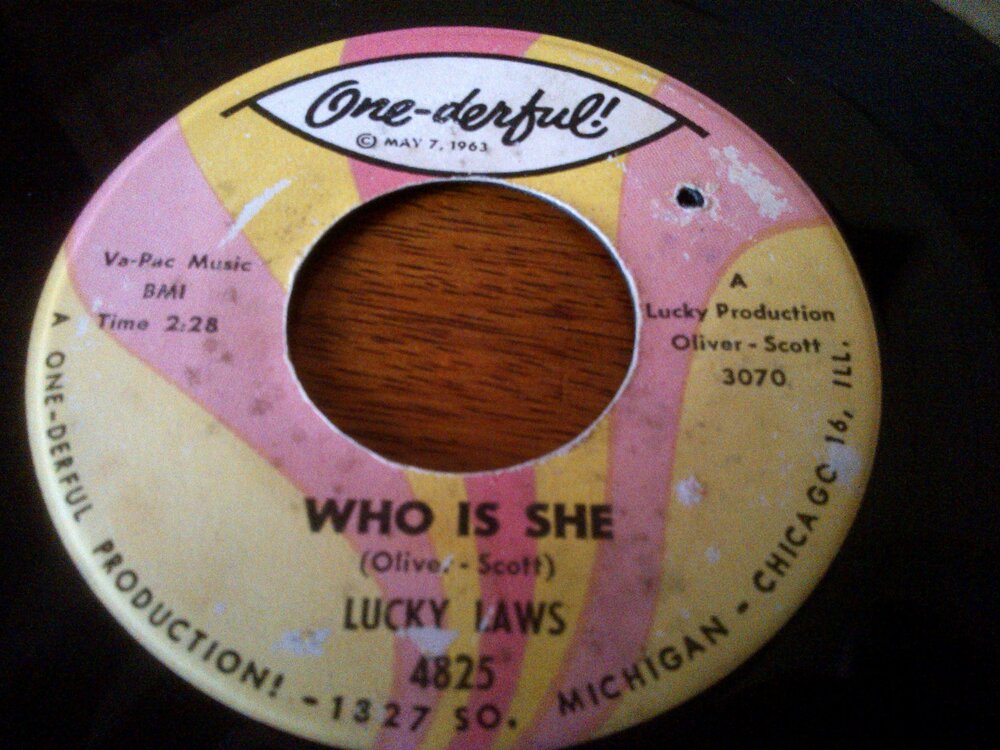 One-derful!
© MAY 7, 1963
Va-Pac Music
BMI
Time 2:28
A
Lucky Production
Oliver - Scott
3070
WHO IS SHE
(Oliver - Scott)
LUCKY LAWS
4825
A ONE-DERFUL PRODUCTION! - 1327 SO. MICHIGAN - CHICAGO 16, ILL.